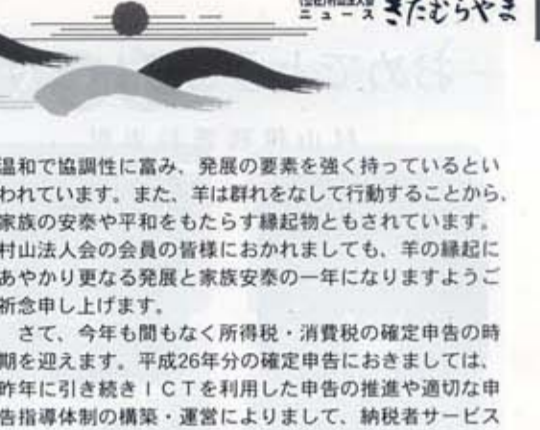 ニュース きたむらやま
温和で協調性に富み、発展の要素を強く持っているとい
われています。また、羊は群れをなして行動することから、
家族の安泰や平和をもたらす縁起物ともされています。
村山法人会の会員の皆様におかれましても、羊の縁起に
あやかり更なる発展と家族安泰の一年になりますようご
祈念申し上げます。
さて、今年も間もなく所得税・消費税の確定申告の時
期を迎えます。平成26年分の確定申告におきましては、
昨年に引き続きＩＣＴを利用した申告の推進や適切な申
告指導体制の構築・運営によりまして、納税者サービス